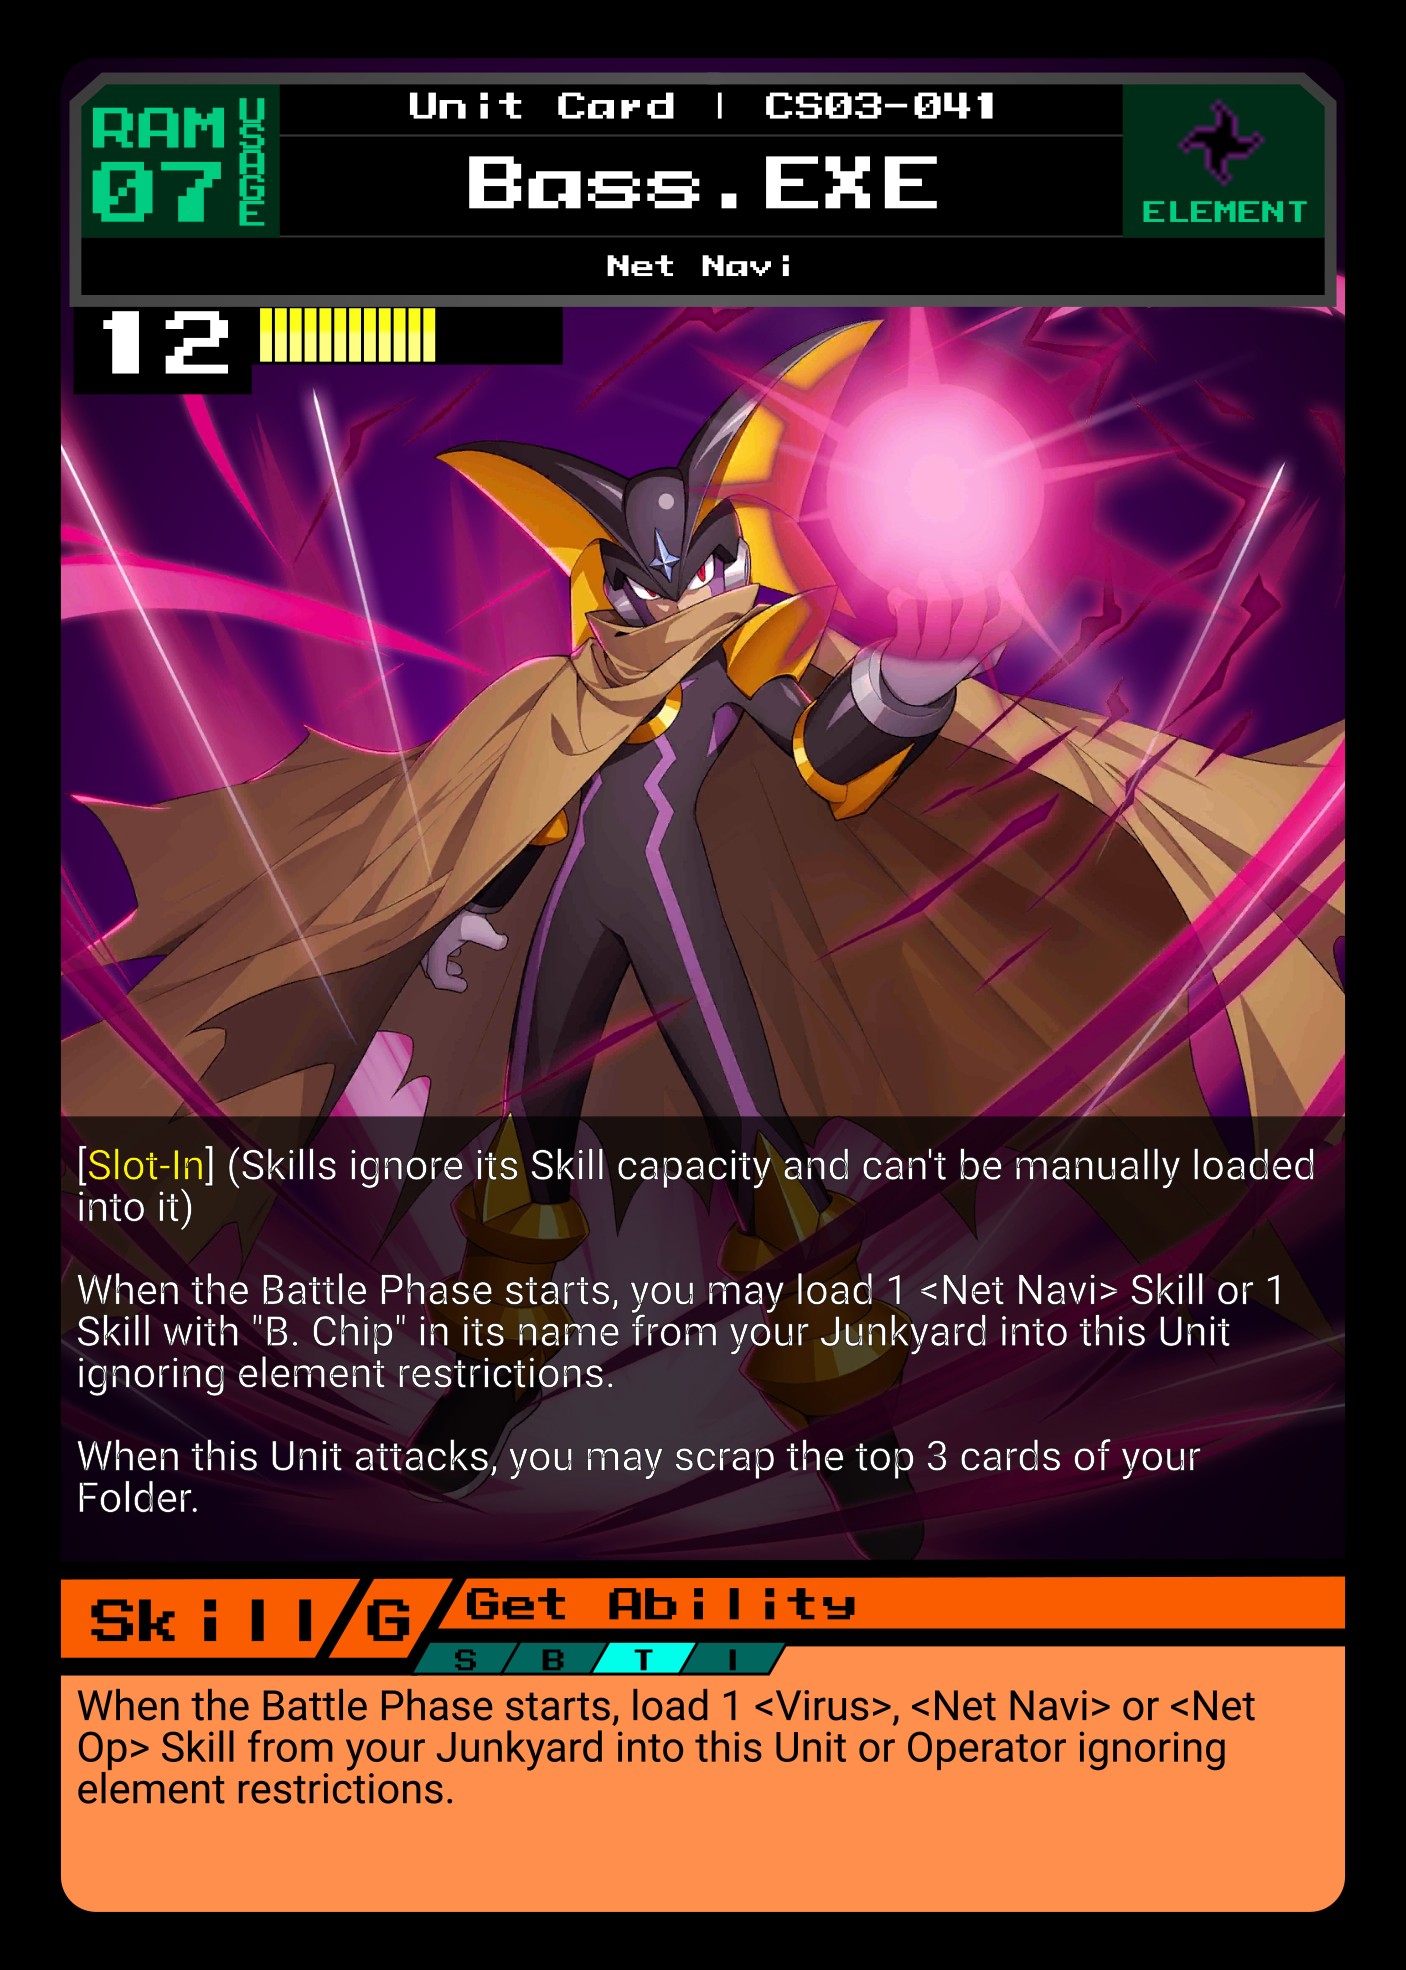 RAM
07
USAGE
Unit Card | CS03-041
Bass.EXE
ELEMENT
Net Navi
12
[Slot-In] (Skills ignore its Skill capacity and can't be manually loaded
into it)
When the Battle Phase starts, you may load 1 <Net Navi> Skill or 1
Skill with "B. Chip" in its name from your Junkyard into this Unit
ignoring element restrictions.
When this Unit attacks, you may scrap the top 3 cards of your
Folder.
Skill/G
Get Ability
S B T I
When the Battle Phase starts, load 1 <Virus>, <Net Navi> or <Net
Op> Skill from your Junkyard into this Unit or Operator ignoring
element restrictions.